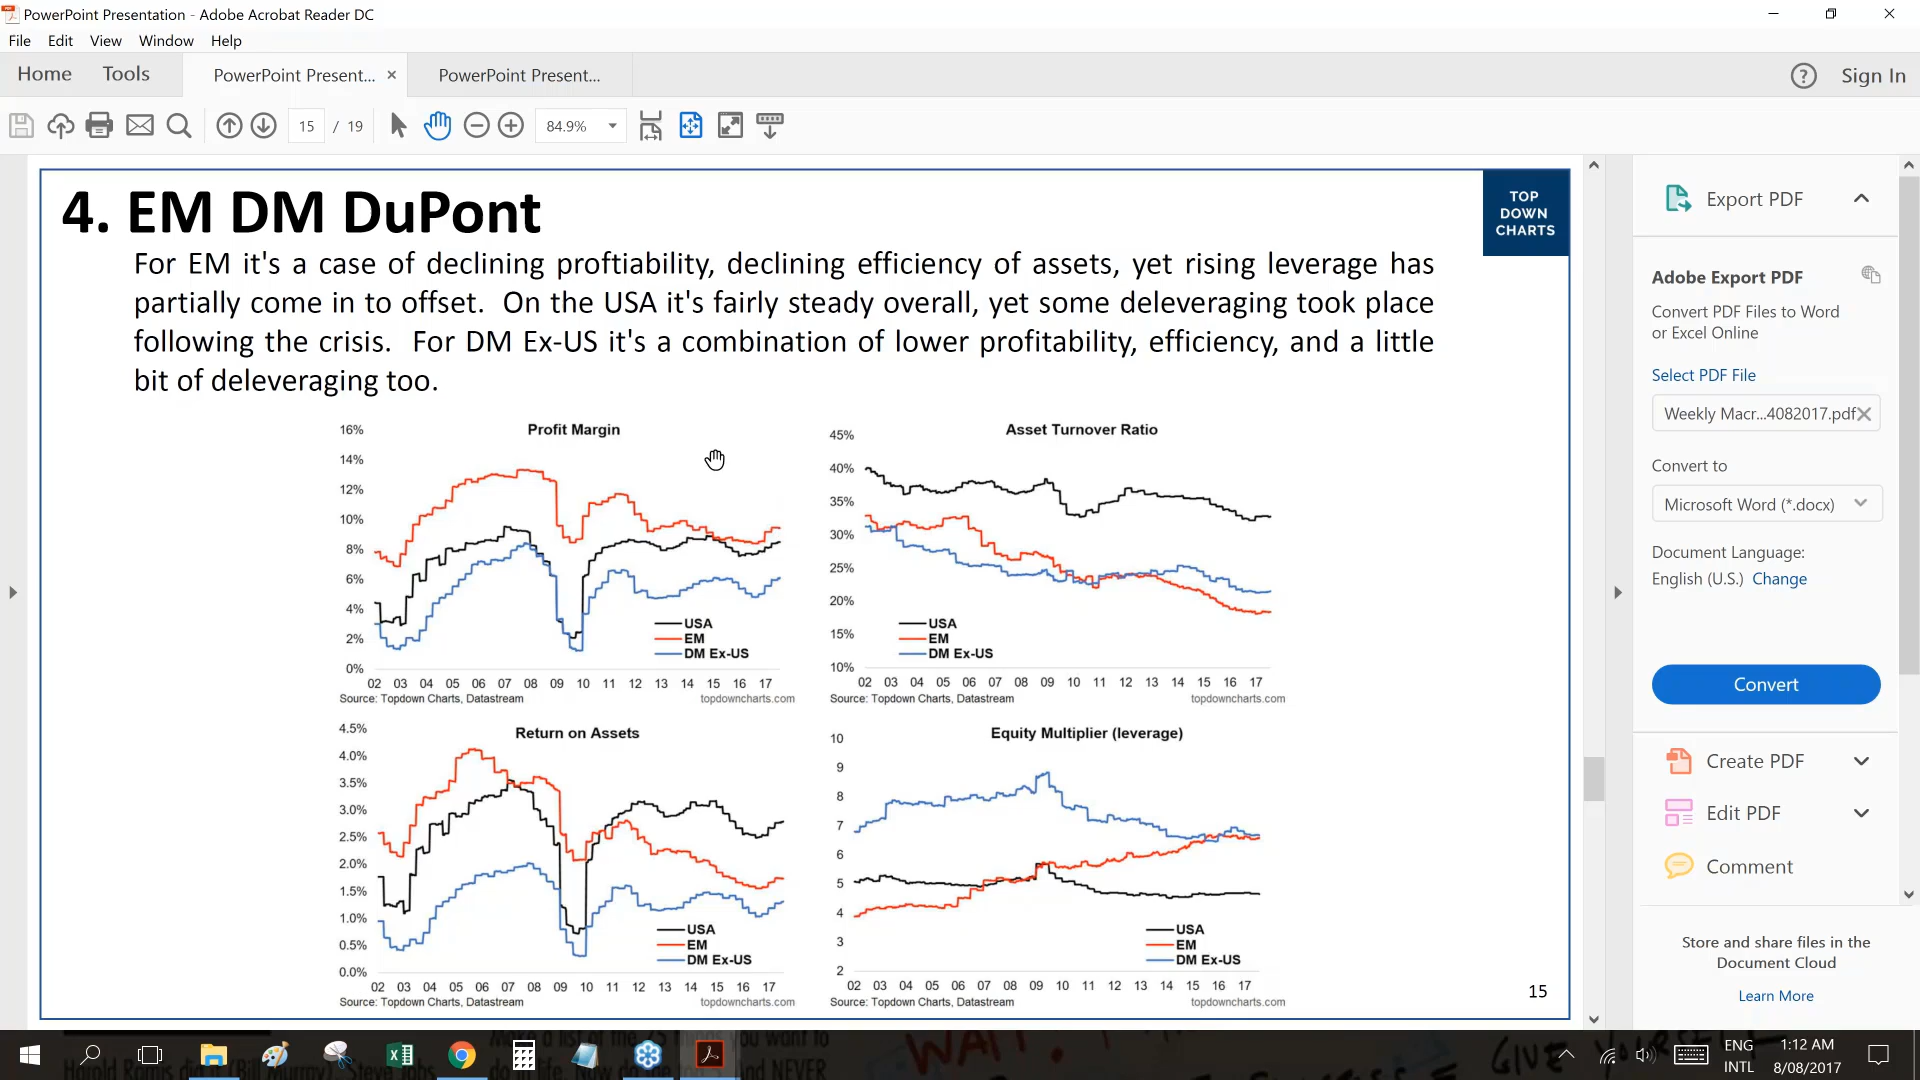 PowerPoint Presentation - Adobe Acrobat Reader DC
File Edit View Window Help
Home Tools PowerPoint Present... × PowerPoint Present... ? Sign In
15 / 19 84.9%
4. EM DM DuPont
TOP
DOWN
CHARTS
For EM it's a case of declining proftiability, declining efficiency of assets, yet rising leverage has
partially come in to offset. On the USA it's fairly steady overall, yet some deleveraging took place
following the crisis. For DM Ex-US it's a combination of lower profitability, efficiency, and a little
bit of deleveraging too.
Profit Margin
16%
14%
12%
10%
8%
6%
4%
2%
0%
USA
EM
DM Ex-US
02 03 04 05 06 07 08 09 10 11 12 13 14 15 16 17
Source: Topdown Charts, Datastream topdowncharts.com
Asset Turnover Ratio
45%
40%
35%
30%
25%
20%
15%
10%
USA
EM
DM Ex-US
02 03 04 05 06 07 08 09 10 11 12 13 14 15 16 17
Source: Topdown Charts, Datastream topdowncharts.com
Return on Assets
4.5%
4.0%
3.5%
3.0%
2.5%
2.0%
1.5%
1.0%
0.5%
0.0%
USA
EM
DM Ex-US
02 03 04 05 06 07 08 09 10 11 12 13 14 15 16 17
Source: Topdown Charts, Datastream topdowncharts.com
Equity Multiplier (leverage)
10
9
8
7
6
5
4
3
2
USA
EM
DM Ex-US
02 03 04 05 06 07 08 09 10 11 12 13 14 15 16 17
Source: Topdown Charts, Datastream topdowncharts.com
15
Export PDF
Adobe Export PDF
Convert PDF Files to Word
or Excel Online
Select PDF File
Weekly Macr...4082017.pdf
Convert to
Microsoft Word (*.docx)
Document Language:
English (U.S.) Change
Convert
Create PDF
Edit PDF
Comment
Store and share files in the
Document Cloud
Learn More
ENG
INTL
1:12 AM
8/08/2017